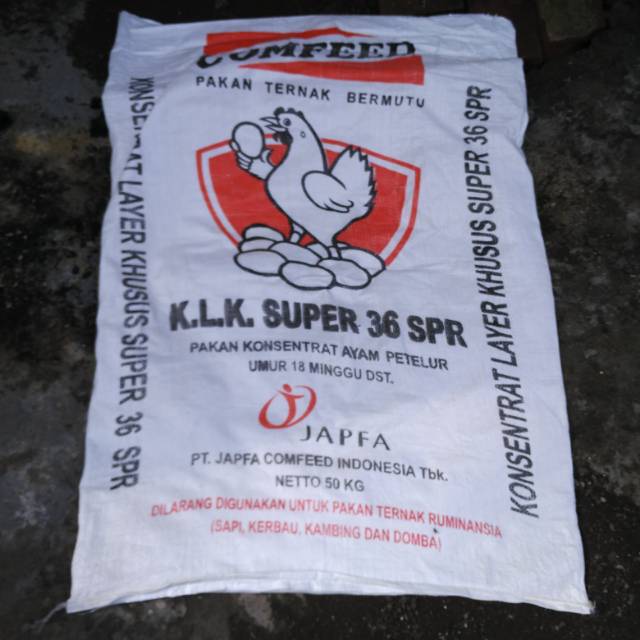 COMFEED
PAKAN TERNAK BERMUTU
KONSENTRAT LAYER KHUSUS SUPER 36 SPR
KONSENTRAT LAYER KHUSUS SUPER 36 SPR
K.L.K. SUPER 36 SPR
PAKAN KONSENTRAT AYAM PETELUR
UMUR 18 MINGGU DST.
JAPFA
PT. JAPFA COMFEED INDONESIA Tbk.
NETTO 50 KG
DILARANG DIGUNAKAN UNTUK PAKAN TERNAK RUMINANSIA
(SAPI, KERBAU, KAMBING DAN DOMBA)